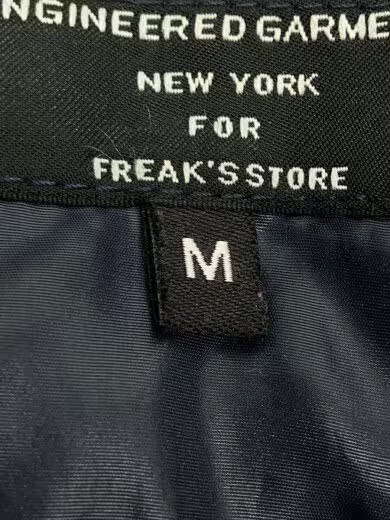 NGINEERED GARME
NEW YORK
FOR
FREAK'S STORE
M